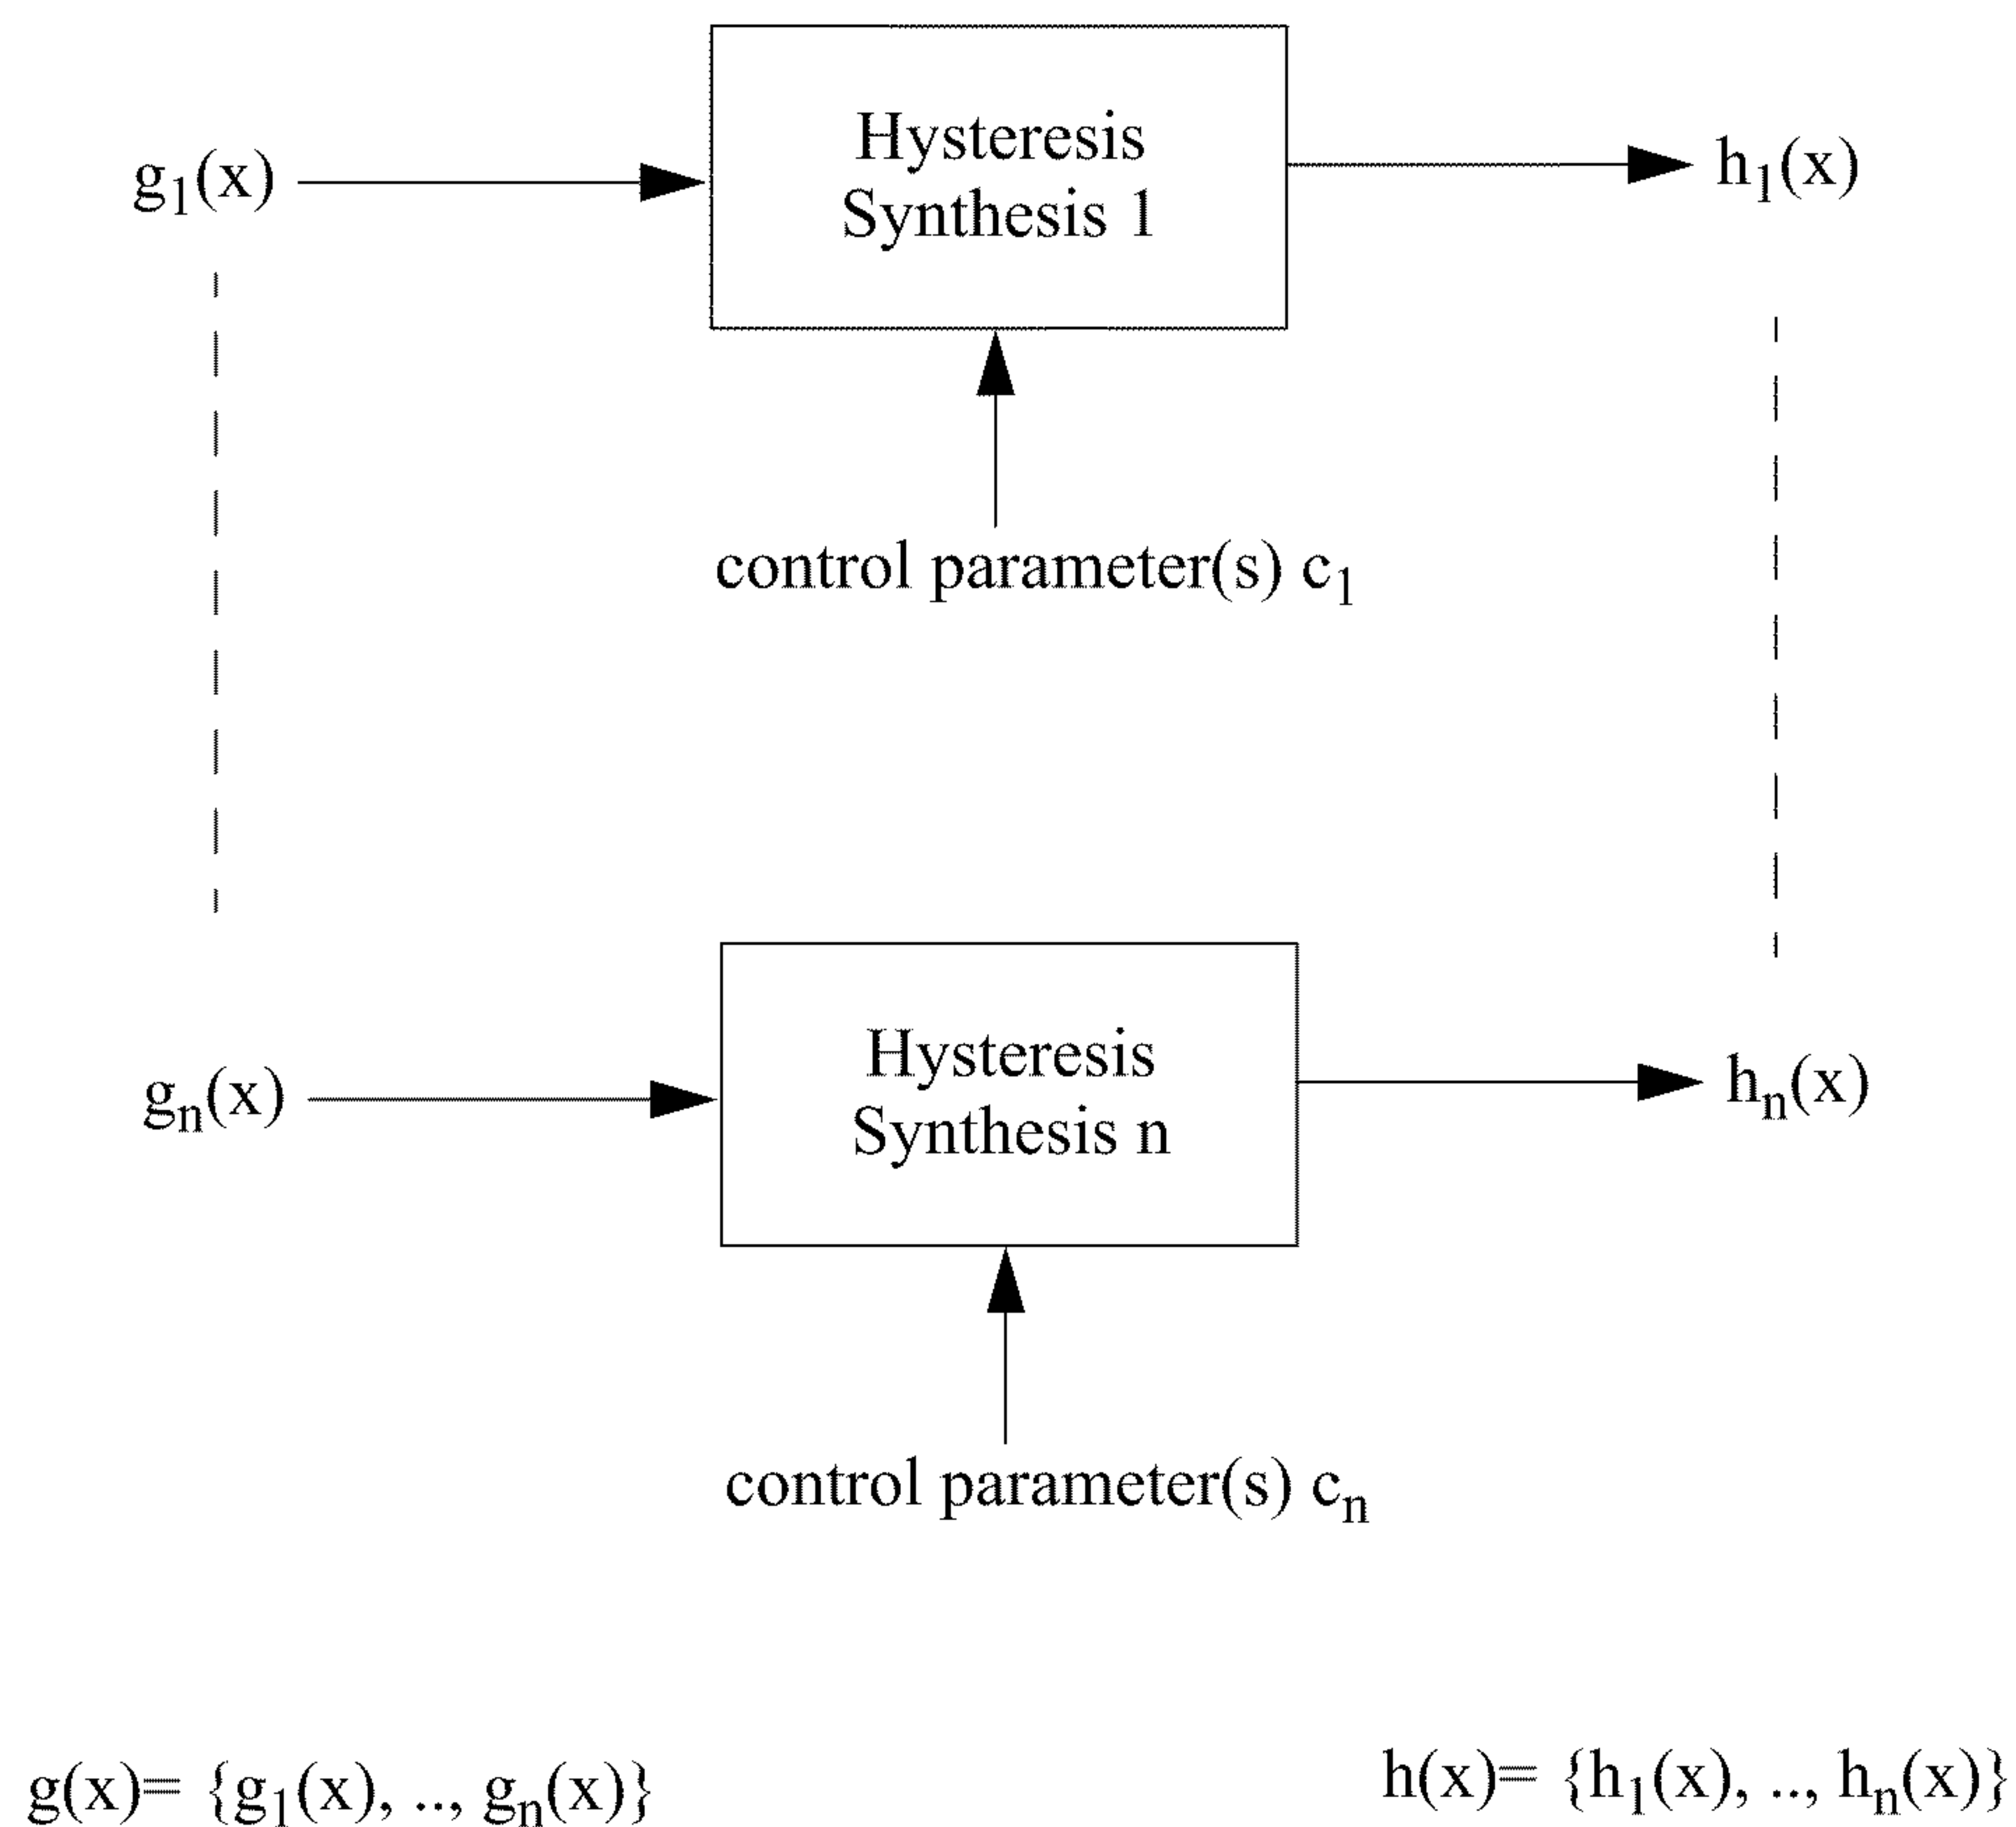 Hysteresis
Synthesis 1
g₁(x)
h₁(x)
control parameter(s) c₁
Hysteresis
Synthesis n
gₙ(x)
hₙ(x)
control parameter(s) cₙ
g(x)= {g₁(x), .., gₙ(x)}
h(x)= {h₁(x), .., hₙ(x)}